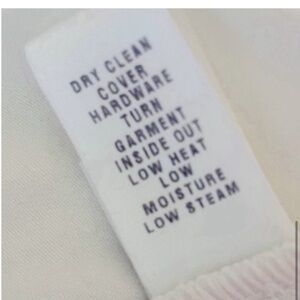 DRY CLEAN
COVER
HARDWARE
TURN
GARMENT
INSIDE OUT
LOW HEAT
LOW
MOISTURE
LOW STEAM